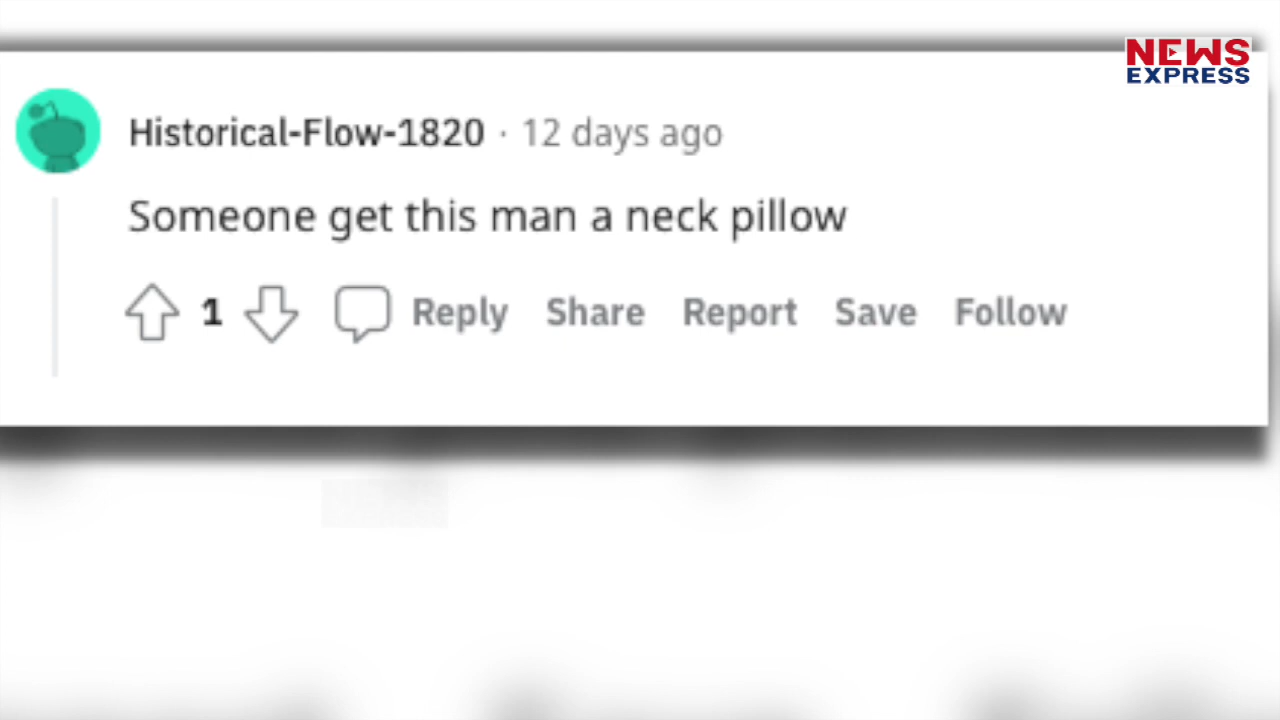 NEWS
EXPRESS
Historical-Flow-1820 · 12 days ago
Someone get this man a neck pillow
1 Reply Share Report Save Follow